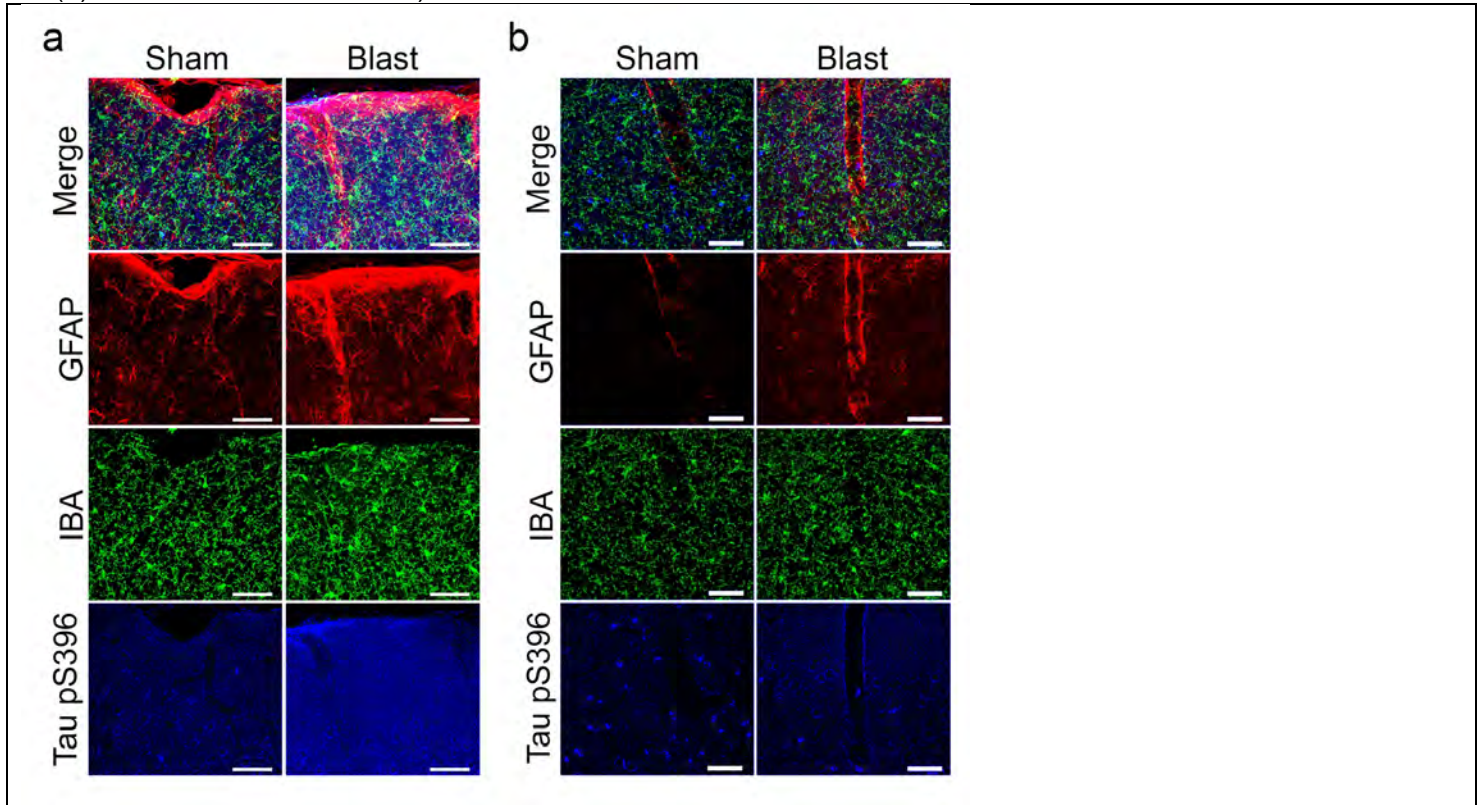 a
b
Sham Blast Sham Blast
Merge
Merge
GFAP
GFAP
IBA
IBA
Tau pS396
Tau pS396